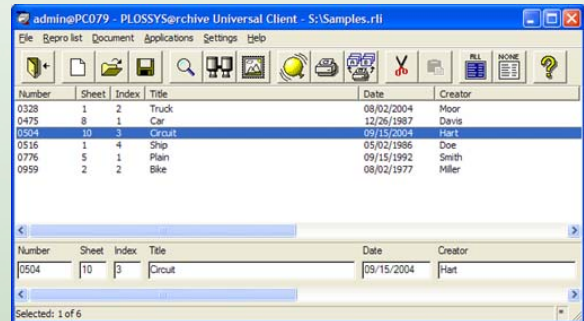 admin@PC079 - PLOSSYS@rchive Universal Client - S:\Samples.rli
File Repro list Document Applications Settings Help
ALL NONE
Number Sheet Index Title Date Creator
0328 1 2 Truck 08/02/2004 Moor
0475 8 1 Car 12/26/1987 Davis
0504 10 3 Circuit 09/15/2004 Hart
0516 1 4 Ship 05/02/1986 Doe
0776 5 1 Plain 09/15/1992 Smith
0959 2 2 Bike 08/02/1977 Miller
Number Sheet Index Title Date Creator
0504 10 3 Circuit 09/15/2004 Hart
Selected: 1 of 6